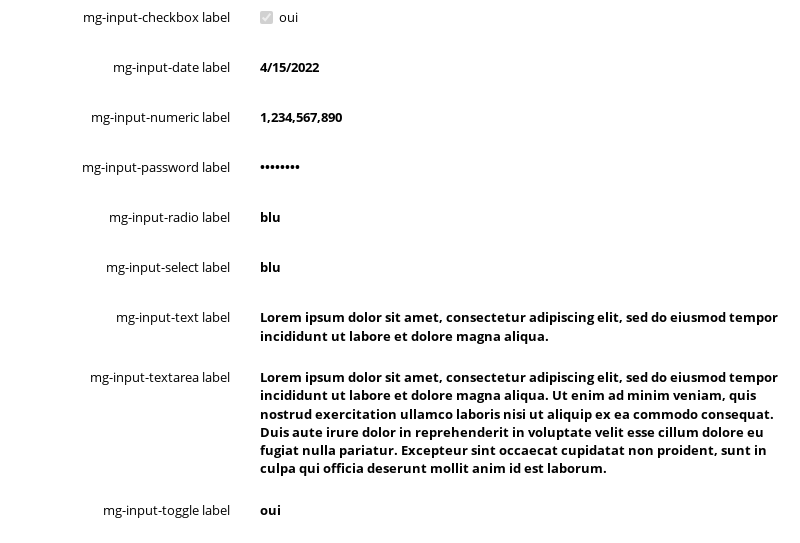 mg-input-checkbox label oui
mg-input-date label 4/15/2022
mg-input-numeric label 1,234,567,890
mg-input-password label ••••••••
mg-input-radio label blu
mg-input-select label blu
mg-input-text label Lorem ipsum dolor sit amet, consectetur adipiscing elit, sed do eiusmod tempor
incididunt ut labore et dolore magna aliqua.
mg-input-textarea label Lorem ipsum dolor sit amet, consectetur adipiscing elit, sed do eiusmod tempor
incididunt ut labore et dolore magna aliqua. Ut enim ad minim veniam, quis
nostrud exercitation ullamco laboris nisi ut aliquip ex ea commodo consequat.
Duis aute irure dolor in reprehenderit in voluptate velit esse cillum dolore eu
fugiat nulla pariatur. Excepteur sint occaecat cupidatat non proident, sunt in
culpa qui officia deserunt mollit anim id est laborum.
mg-input-toggle label oui